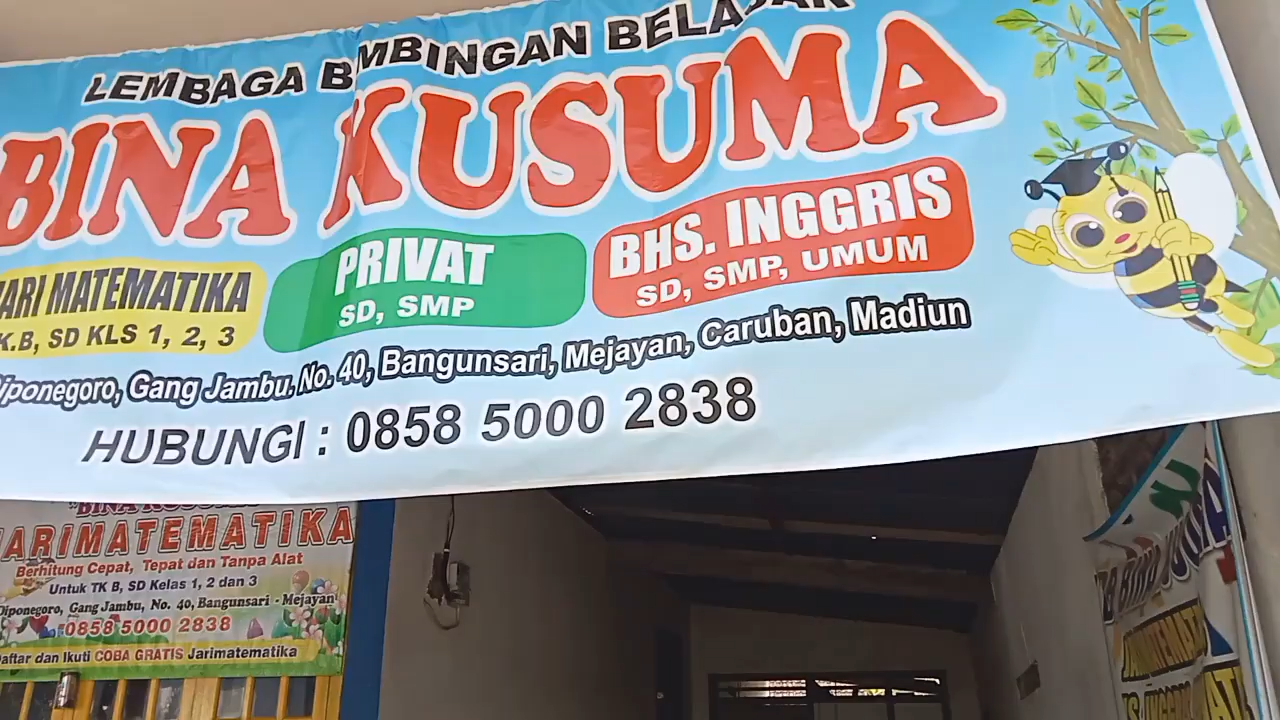 LEMBAGA BIMBINGAN BELAJAR
BINA KUSUMA
JARI MATEMATIKA
K.B, SD KLS 1, 2, 3
PRIVAT
SD, SMP
BHS. INGGRIS
SD, SMP, UMUM
Diponegoro, Gang Jambu. No. 40, Bangunsari, Mejayan, Caruban, Madiun
HUBUNGI : 0858 5000 2838
JARIMATEMATIKA
Berhitung Cepat, Tepat dan Tanpa Alat
Untuk TK B, SD Kelas 1, 2 dan 3
Diponegoro, Gang Jambu, No. 40, Bangunsari - Mejayan
0858 5000 2838
Daftar dan Ikuti COBA GRATIS Jarimatematika